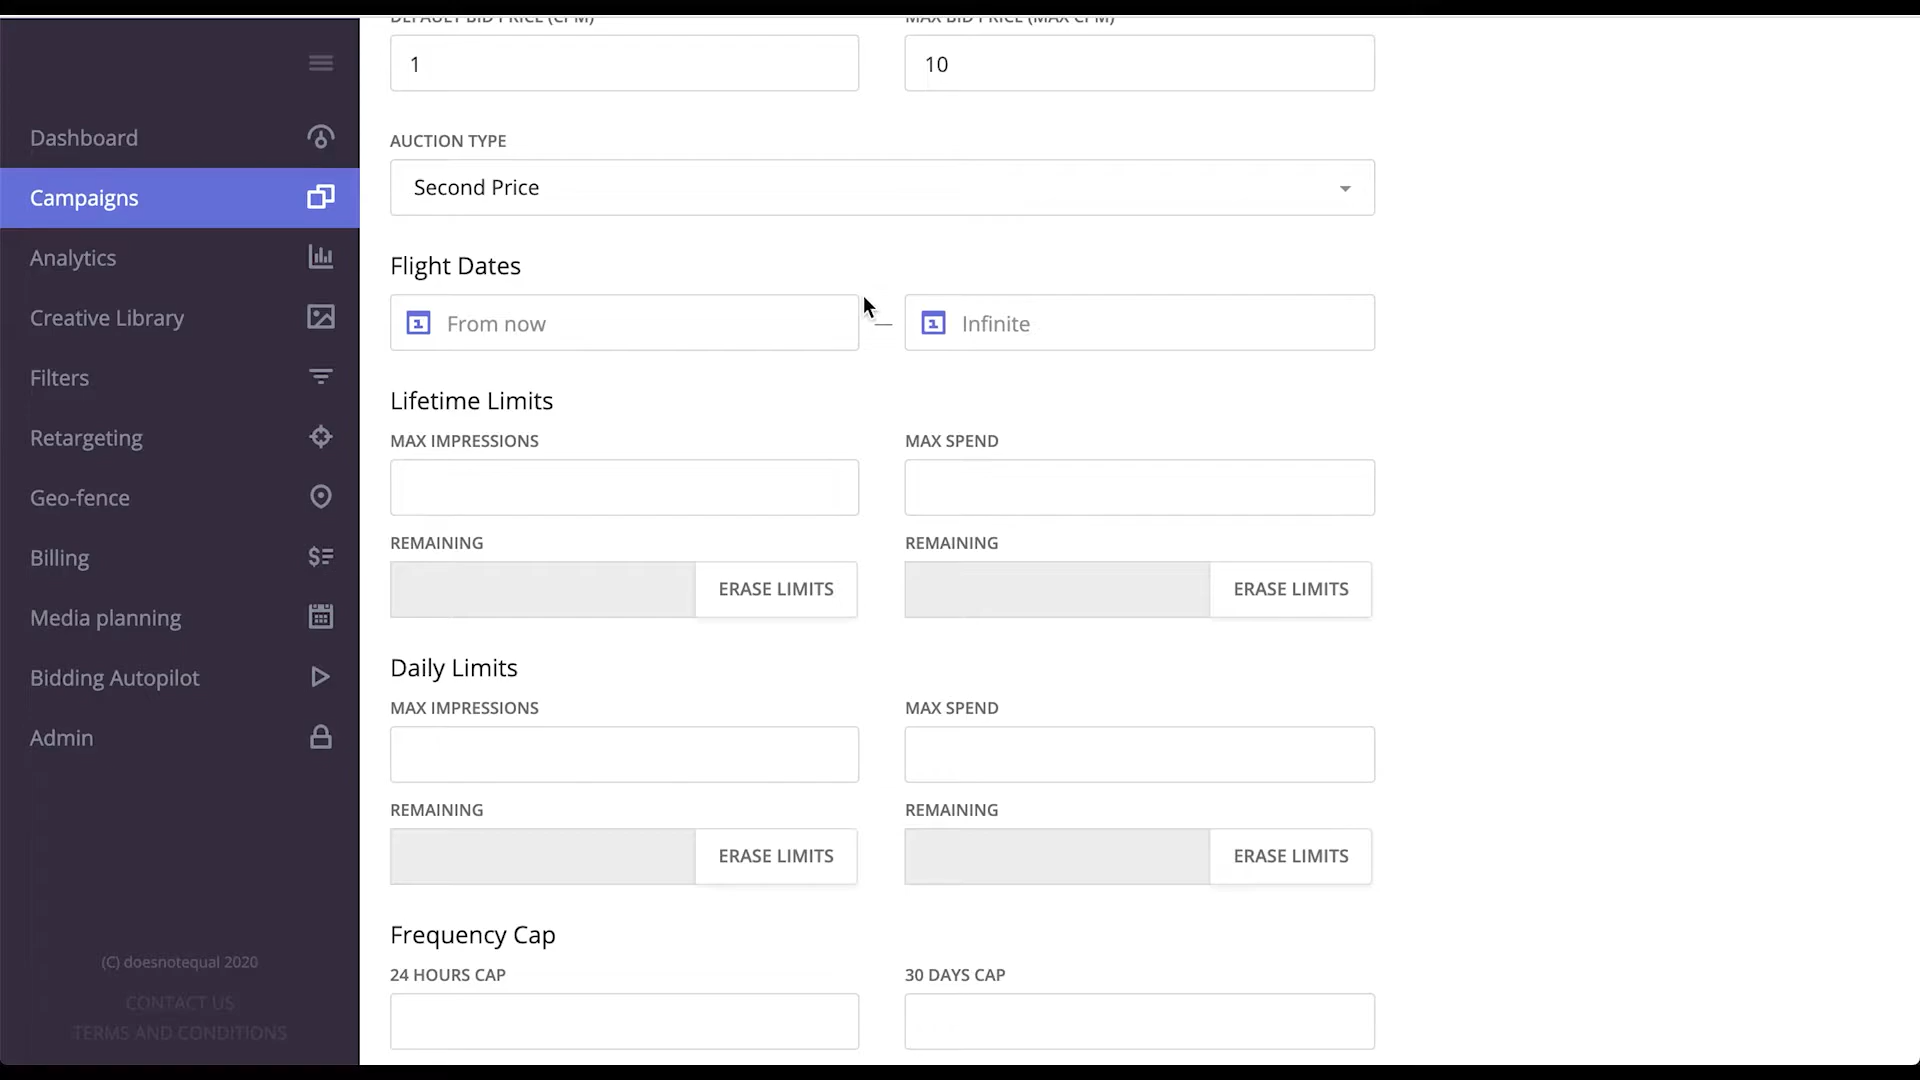 DEFAULT BID PRICE (CPM)
MAX BID PRICE (MAX CPM)
1
10
Dashboard
Campaigns
Analytics
Creative Library
Filters
Retargeting
Geo-fence
Billing
Media planning
Bidding Autopilot
Admin
(C) doesnotequal 2020
CONTACT US
TERMS AND CONDITIONS
AUCTION TYPE
Second Price
Flight Dates
1 From now
—
1 Infinite
Lifetime Limits
MAX IMPRESSIONS
MAX SPEND
REMAINING
REMAINING
ERASE LIMITS
ERASE LIMITS
Daily Limits
MAX IMPRESSIONS
MAX SPEND
REMAINING
REMAINING
ERASE LIMITS
ERASE LIMITS
Frequency Cap
24 HOURS CAP
30 DAYS CAP